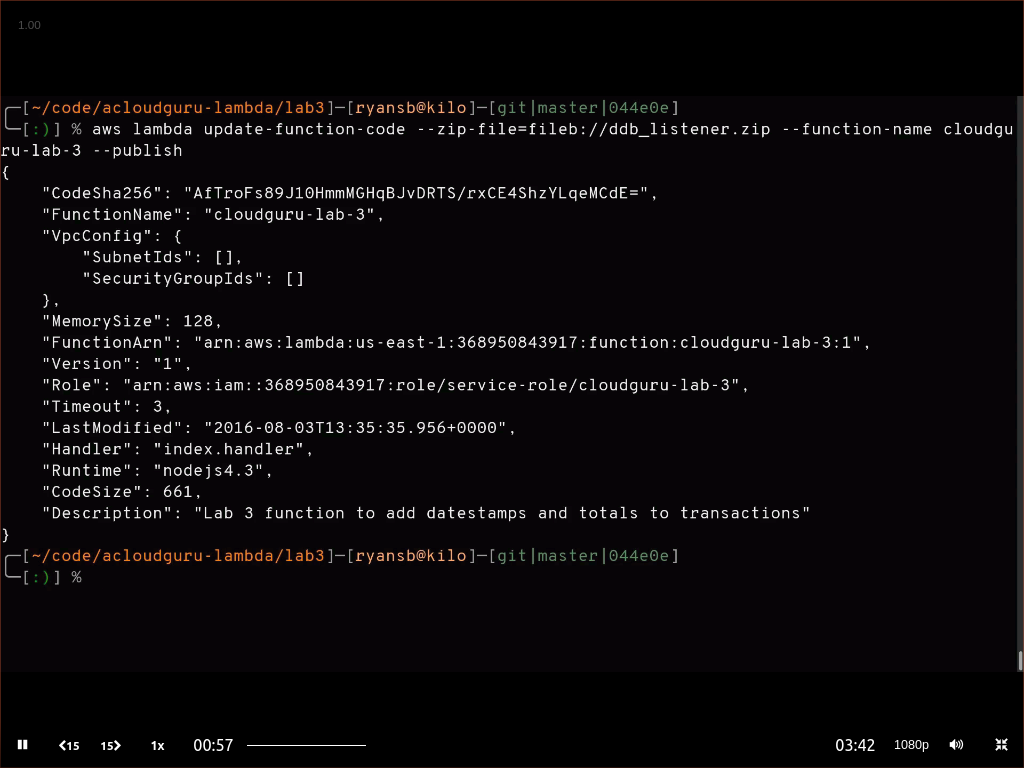 1.00
[~/code/acloudguru-lambda/lab3]—[ryansb@kilo]—[git|master|044e0e]
[:)] % aws lambda update-function-code --zip-file=fileb://ddb_listener.zip --function-name cloudgu
ru-lab-3 --publish
{
    "CodeSha256": "AfTroFs89J10HmmMGHqBJvDRTS/rxCE4ShzYLqeMCdE=",
    "FunctionName": "cloudguru-lab-3",
    "VpcConfig": {
        "SubnetIds": [],
        "SecurityGroupIds": []
    },
    "MemorySize": 128,
    "FunctionArn": "arn:aws:lambda:us-east-1:368950843917:function:cloudguru-lab-3:1",
    "Version": "1",
    "Role": "arn:aws:iam::368950843917:role/service-role/cloudguru-lab-3",
    "Timeout": 3,
    "LastModified": "2016-08-03T13:35:35.956+0000",
    "Handler": "index.handler",
    "Runtime": "nodejs4.3",
    "CodeSize": 661,
    "Description": "Lab 3 function to add datestamps and totals to transactions"
}
[~/code/acloudguru-lambda/lab3]—[ryansb@kilo]—[git|master|044e0e]
[:)] %
15 15 1x 00:57 03:42 1080p